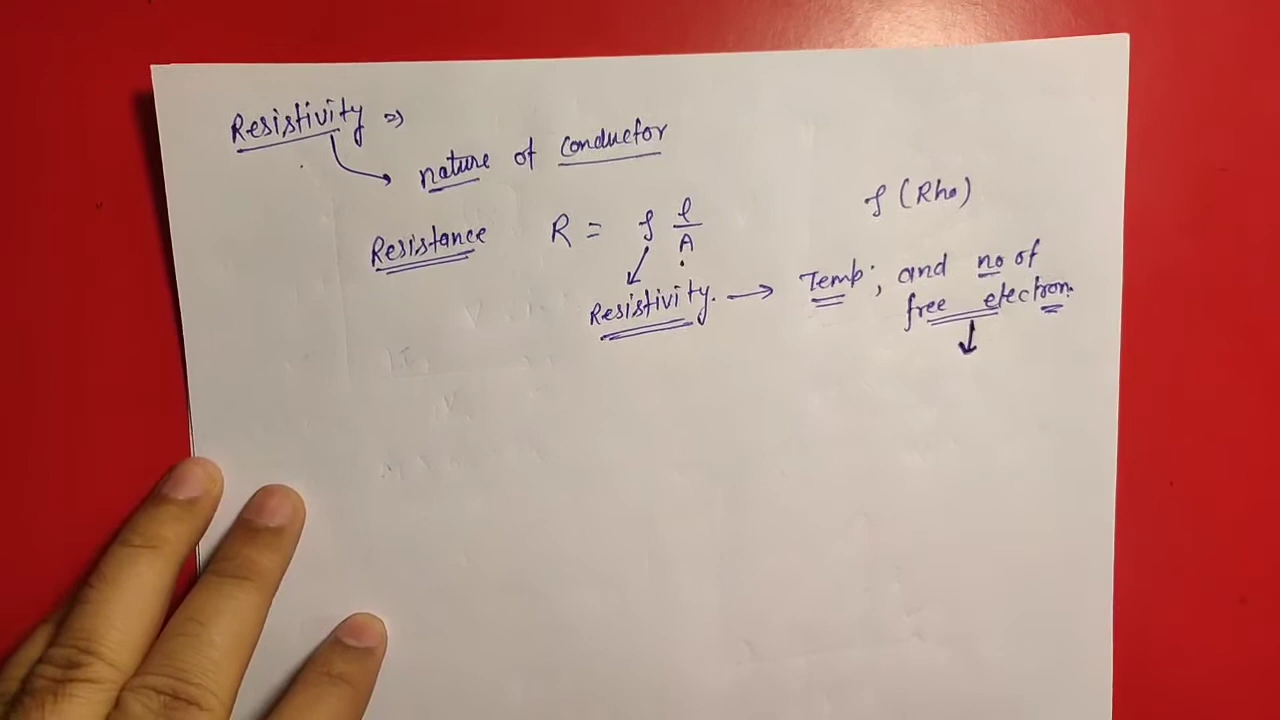 Resistivity ⇒
nature of conductor
ρ (Rho)
Resistance R = ρ l/A
Resistivity. → Temp; and no of
free electron.